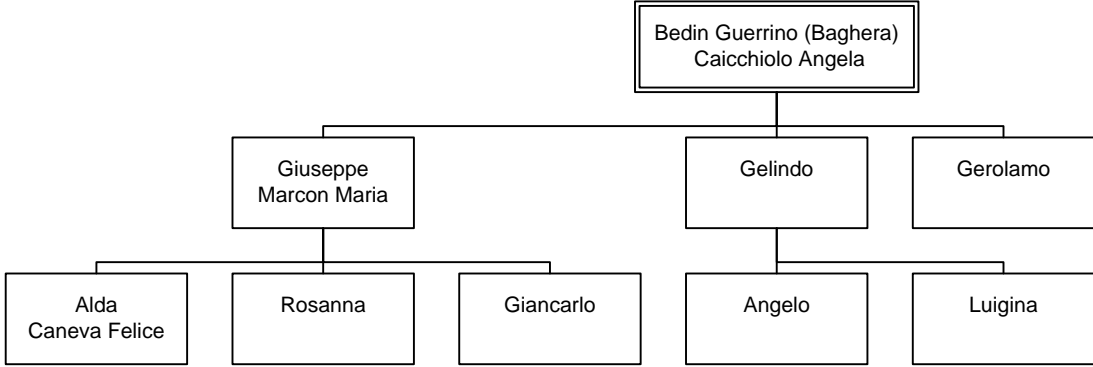 Bedin Guerrino (Baghera)
Caicchiolo Angela
Giuseppe
Marcon Maria
Gelindo
Gerolamo
Alda
Caneva Felice
Rosanna
Giancarlo
Angelo
Luigina